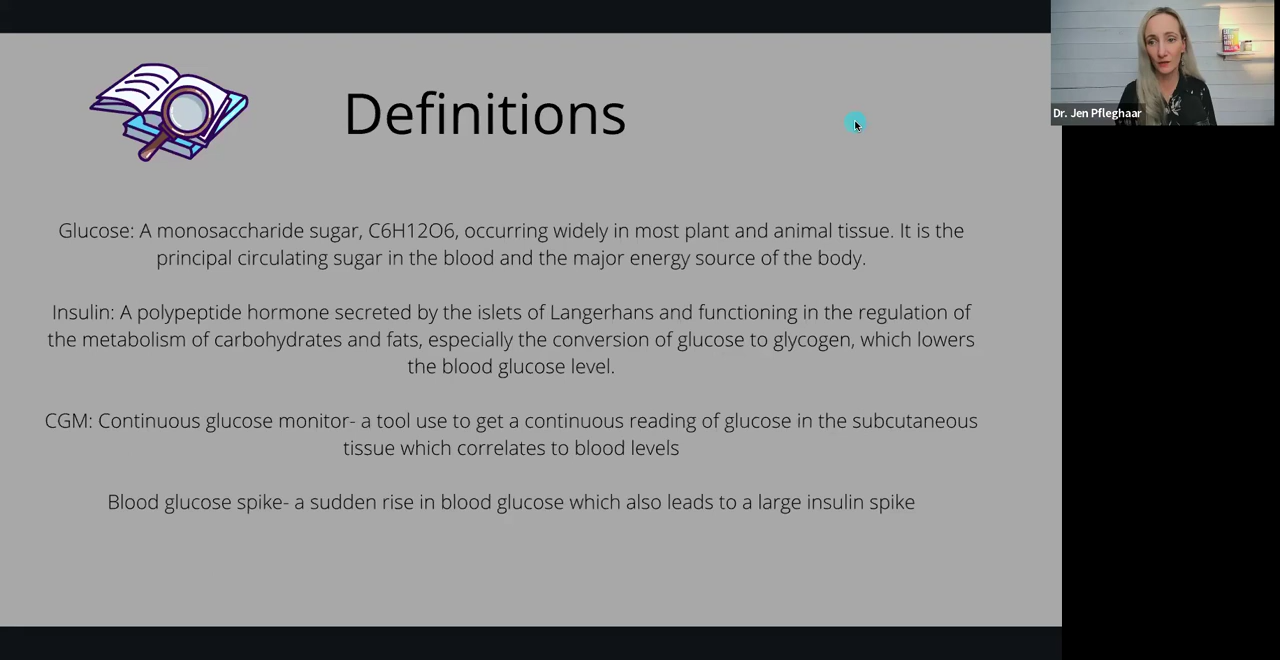 Definitions
Dr. Jen Pfleghaar
Glucose: A monosaccharide sugar, C6H12O6, occurring widely in most plant and animal tissue. It is the
principal circulating sugar in the blood and the major energy source of the body.
Insulin: A polypeptide hormone secreted by the islets of Langerhans and functioning in the regulation of
the metabolism of carbohydrates and fats, especially the conversion of glucose to glycogen, which lowers
the blood glucose level.
CGM: Continuous glucose monitor- a tool use to get a continuous reading of glucose in the subcutaneous
tissue which correlates to blood levels
Blood glucose spike- a sudden rise in blood glucose which also leads to a large insulin spike